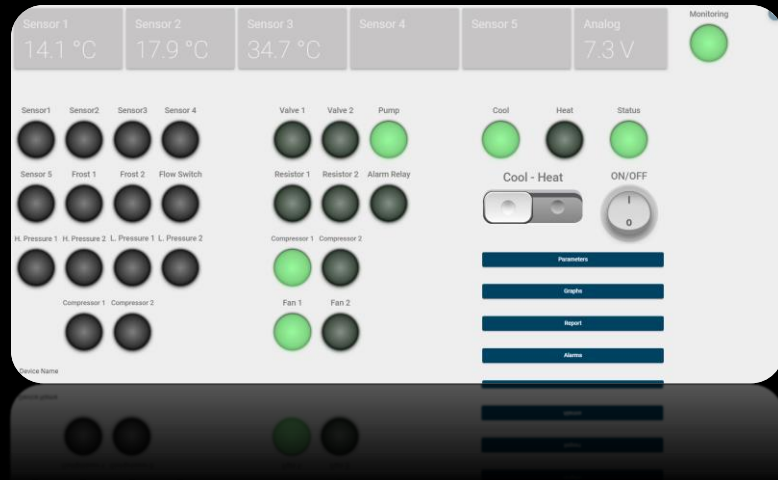 Sensor 1 Sensor 2 Sensor 3 Sensor 4 Sensor 5 Analog Monitoring
14.1 °C 17.9 °C 34.7 °C 7.3 V
Sensor1 Sensor2 Sensor3 Sensor 4 Valve 1 Valve 2 Pump Cool Heat Status
Sensor 5 Frost 1 Frost 2 Flow Switch Resistor 1 Resistor 2 Alarm Relay Cool - Heat ON/OFF
I
O
H. Pressure 1 H. Pressure 2 L. Pressure 1 L. Pressure 2 Compressor 1 Compressor 2
Parameters
Graphs
Compressor 1 Compressor 2 Fan 1 Fan 2
Report
Alarms
Device Name